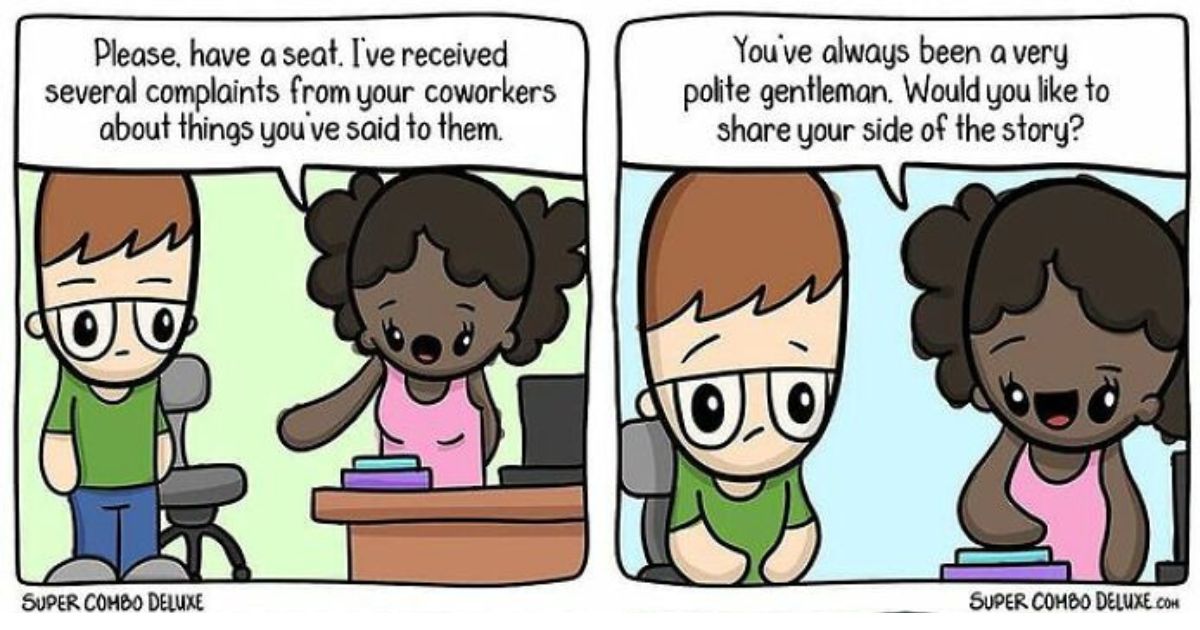 Please, have a seat. I've received
several complaints from your coworkers
about things you've said to them.
You've always been a very
polite gentleman. Would you like to
share your side of the story?
SUPER COMBO DELUXE
SUPER COMBO DELUXE.COM